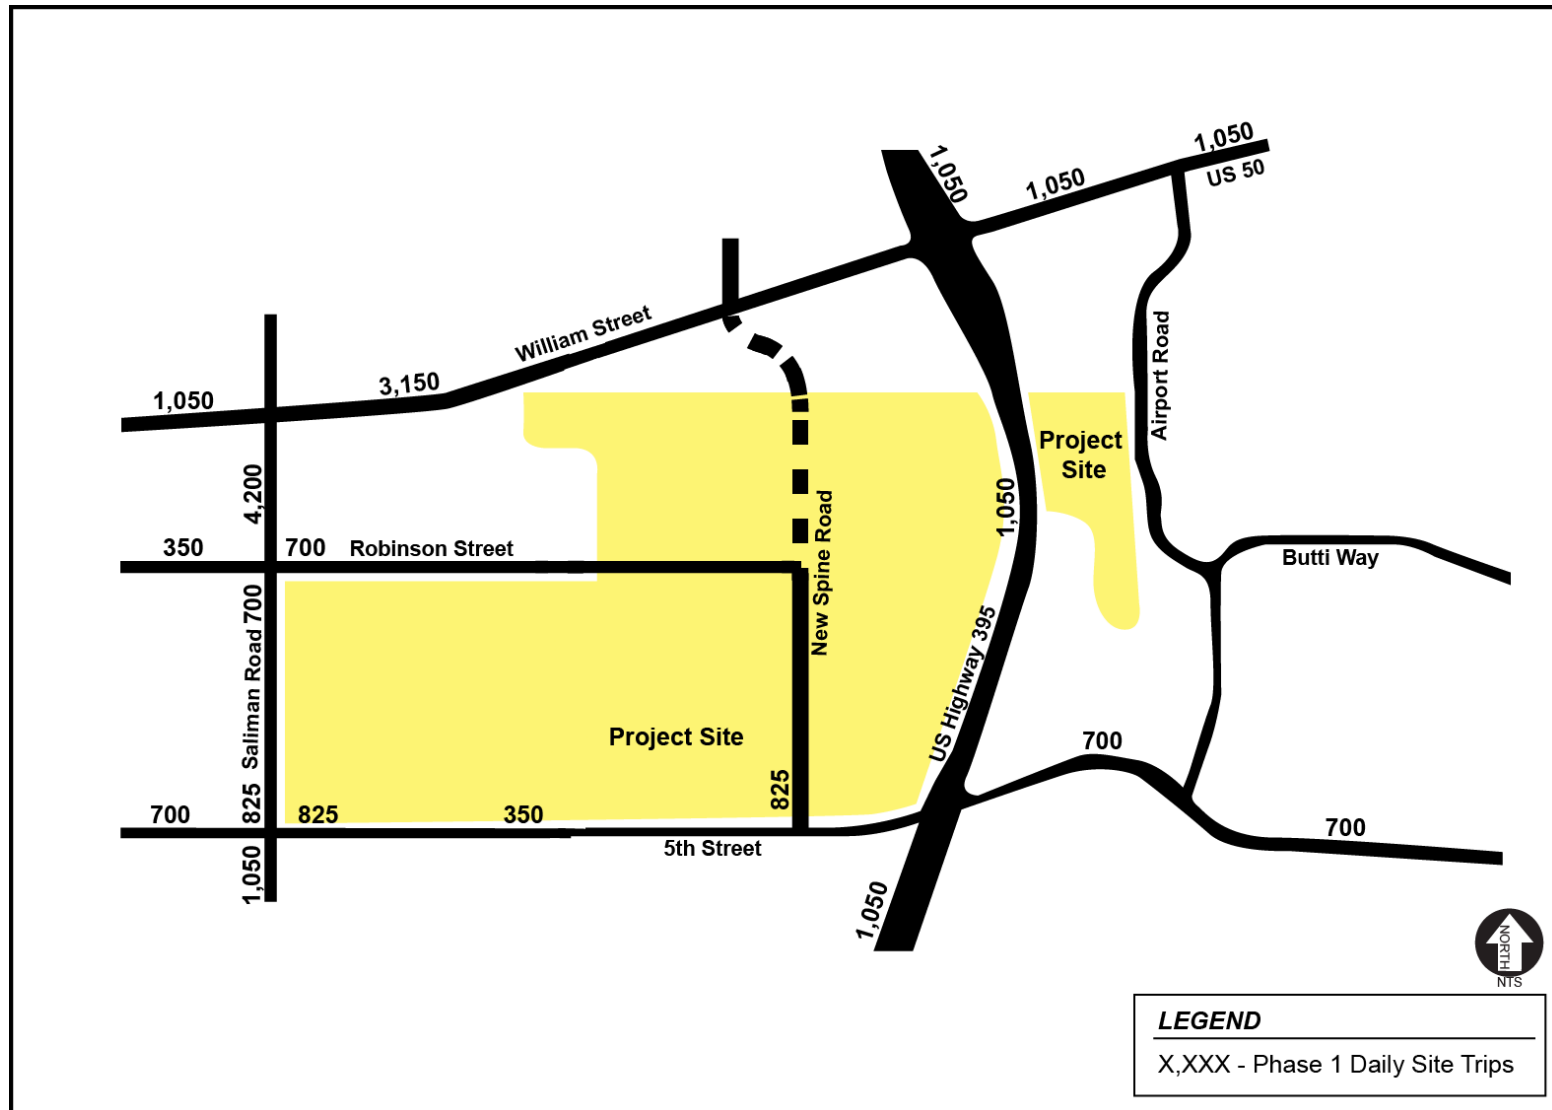 1,050
US 50
1,050
1,050
William Street
3,150
1,050
Airport Road
Project
Site
4,200
1,050
350
700
Robinson Street
New Spine Road
Butti Way
700
Saliman Road
US Highway 395
Project Site
700
825
825
700
825
350
700
5th Street
1,050
1,050
NORTH
NTS
LEGEND
X,XXX - Phase 1 Daily Site Trips